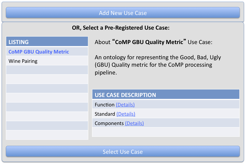 Add New Use Case
OR, Select a Pre-Registered Use Case:
LISTING
CoMP GBU Quality Metric
Wine Pairing
About "CoMP GBU Quality Metric" Use Case:
An ontology for representing the Good, Bad, Ugly
(GBU) Quality metric for the CoMP processing
pipeline.
USE CASE DESCRIPTION
Function (Details)
Standard (Details)
Components (Details)
Select Use Case